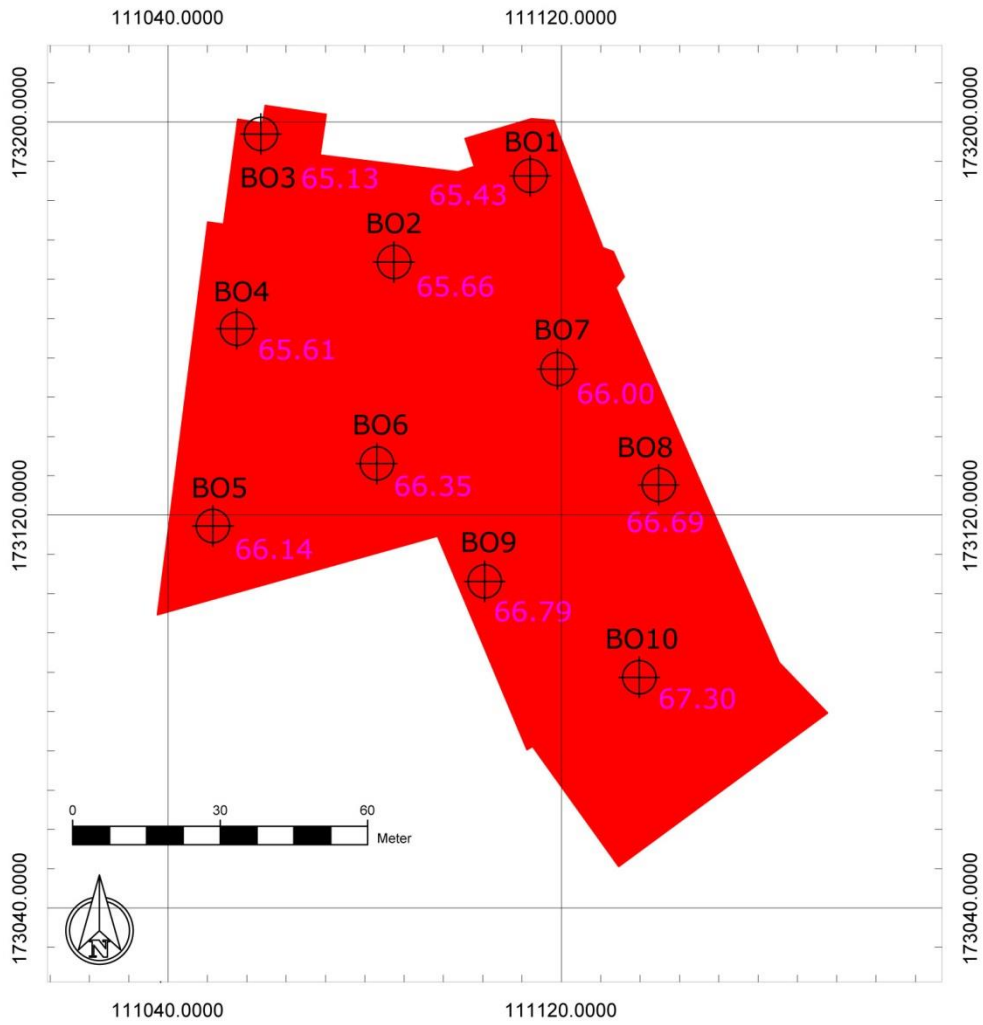 111040.0000 111120.0000
173200.0000 173200.0000
BO1
BO3 65.13
65.43
BO2
65.66
BO4
65.61
BO7
66.00
BO6
66.35
BO8
66.69
BO5
66.14
173120.0000 173120.0000
BO9
66.79
BO10
67.30
0 30 60
Meter
173040.0000 173040.0000
N
111040.0000 111120.0000